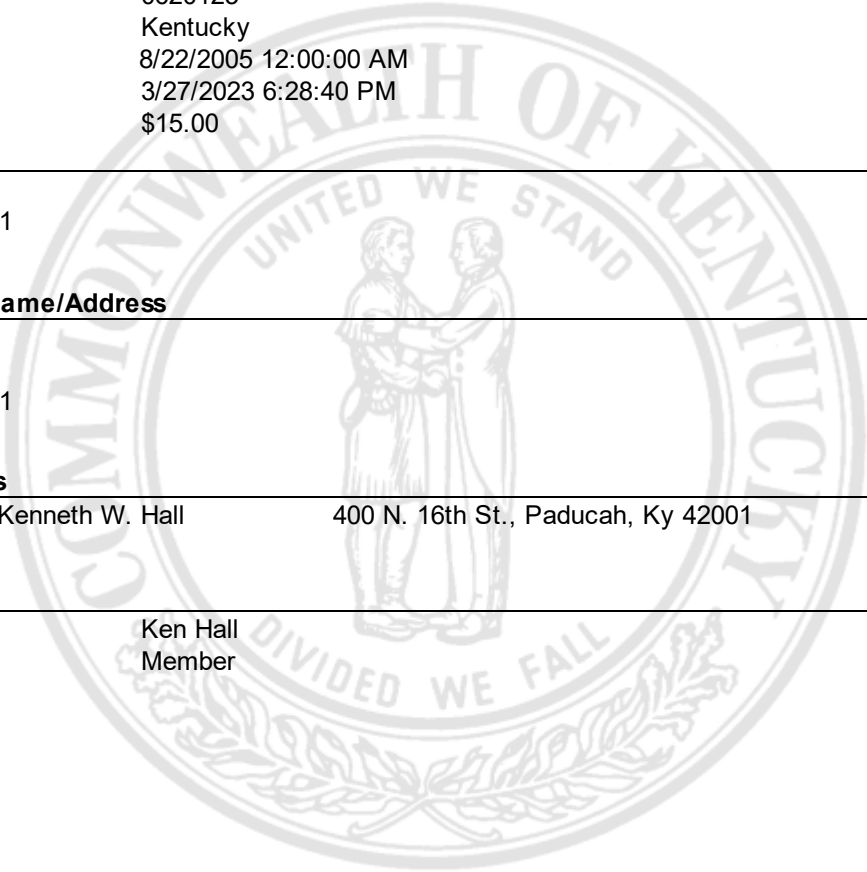 Kentucky
8/22/2005 12:00:00 AM
3/27/2023 6:28:40 PM
$15.00
1
ame/Address
1
s
Kenneth W. Hall 400 N. 16th St., Paducah, Ky 42001
Ken Hall
Member
COMMONWEALTH OF KENTUCKY
UNITED WE STAND
DIVIDED WE FALL